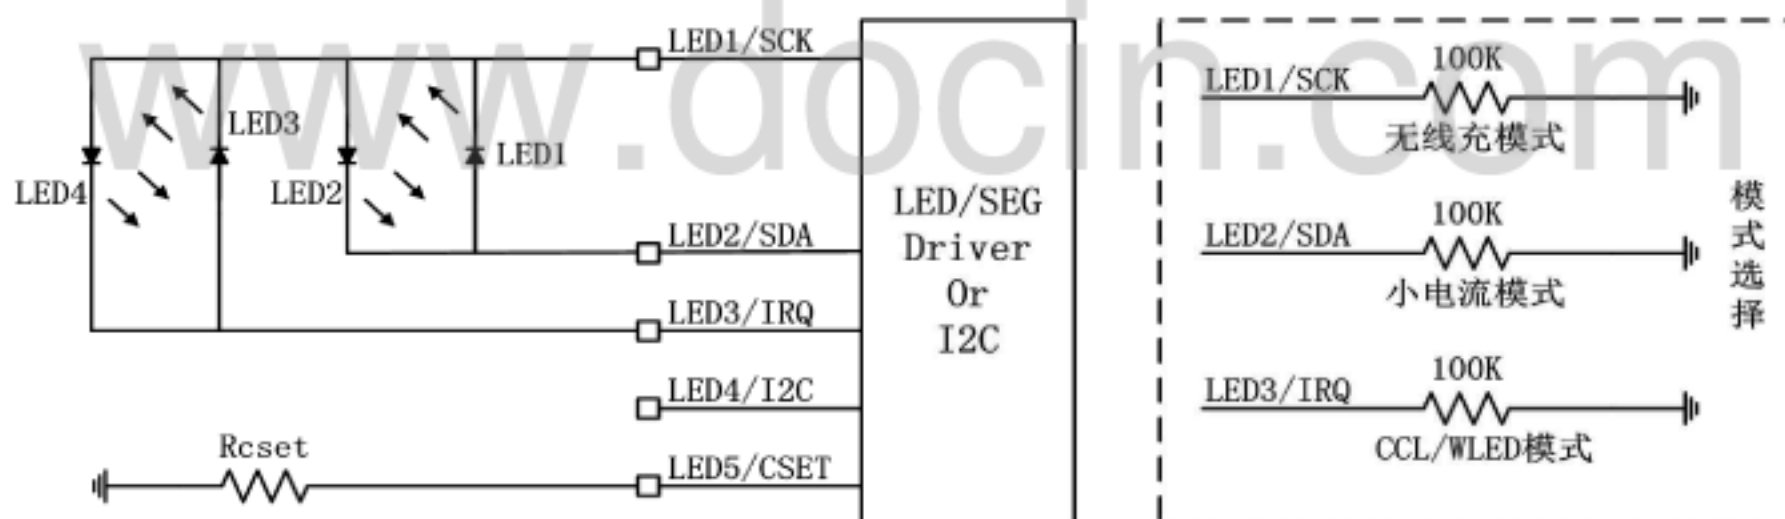 www.docin.com
LED1/SCK
LED3
LED1
LED4
LED2
LED2/SDA
LED3/IRQ
LED4/I2C
Rcset
LED5/CSET
LED/SEG
Driver
Or
I2C
LED1/SCK
100K
无线充模式
LED2/SDA
100K
小电流模式
LED3/IRQ
100K
CCL/WLED模式
模式选择